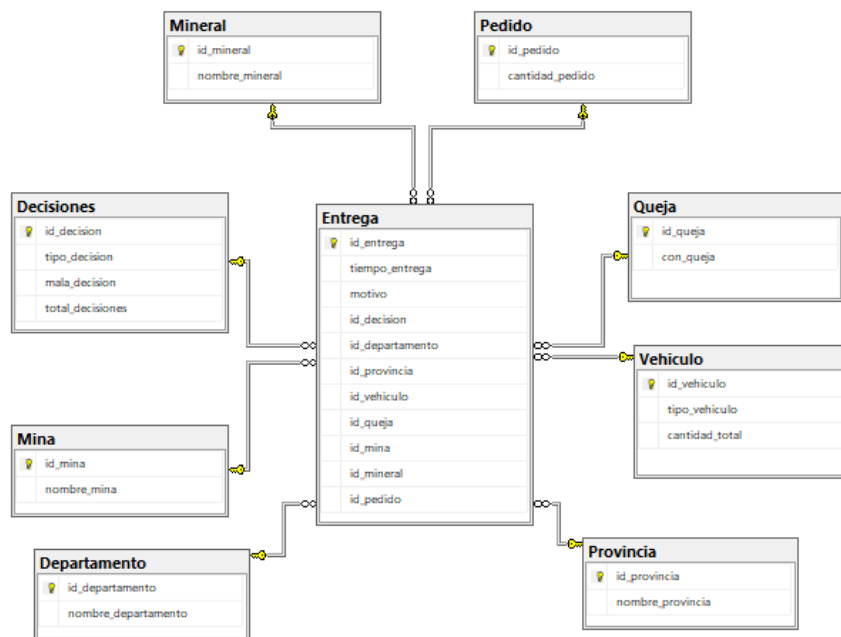 Mineral
id_mineral
nombre_mineral
Pedido
id_pedido
cantidad_pedido
Decisiones
id_decision
tipo_decision
mala_decision
total_decisiones
Entrega
id_entrega
tiempo_entrega
motivo
id_decision
id_departamento
id_provincia
id_vehiculo
id_queja
id_mina
id_mineral
id_pedido
Queja
id_queja
con_queja
Vehiculo
id_vehiculo
tipo_vehiculo
cantidad_total
Mina
id_mina
nombre_mina
Departamento
id_departamento
nombre_departamento
Provincia
id_provincia
nombre_provincia